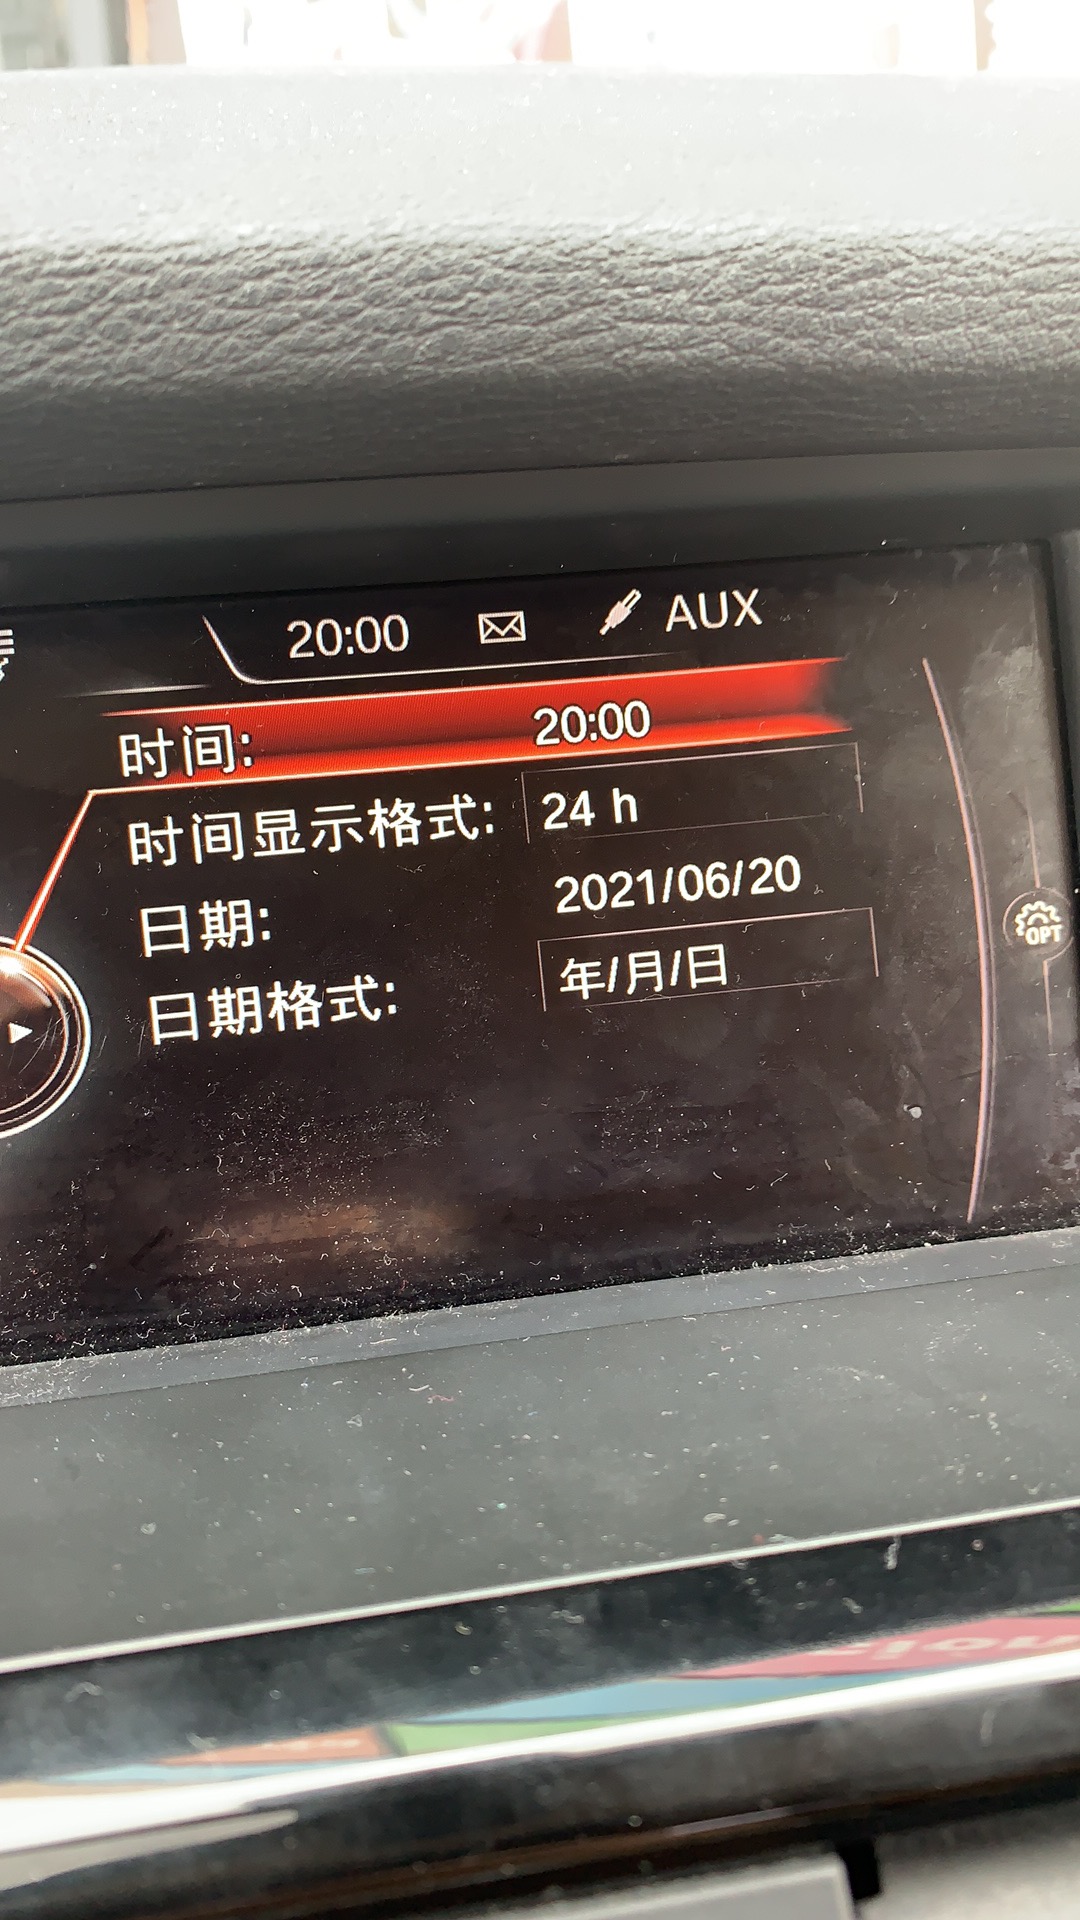 20:00 AUX
时间: 20:00
时间显示格式: 24 h
日期: 2021/06/20
日期格式: 年/月/日
OPT